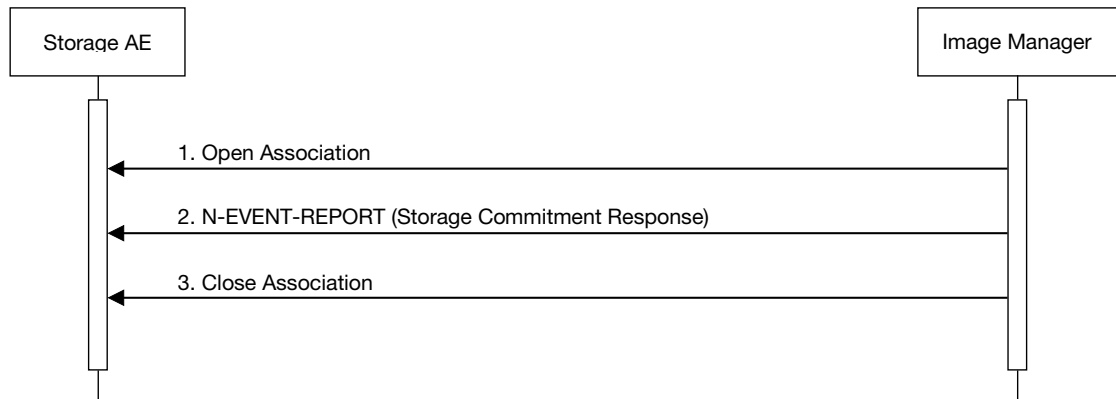 Storage AE
Image Manager
1. Open Association
2. N-EVENT-REPORT (Storage Commitment Response)
3. Close Association